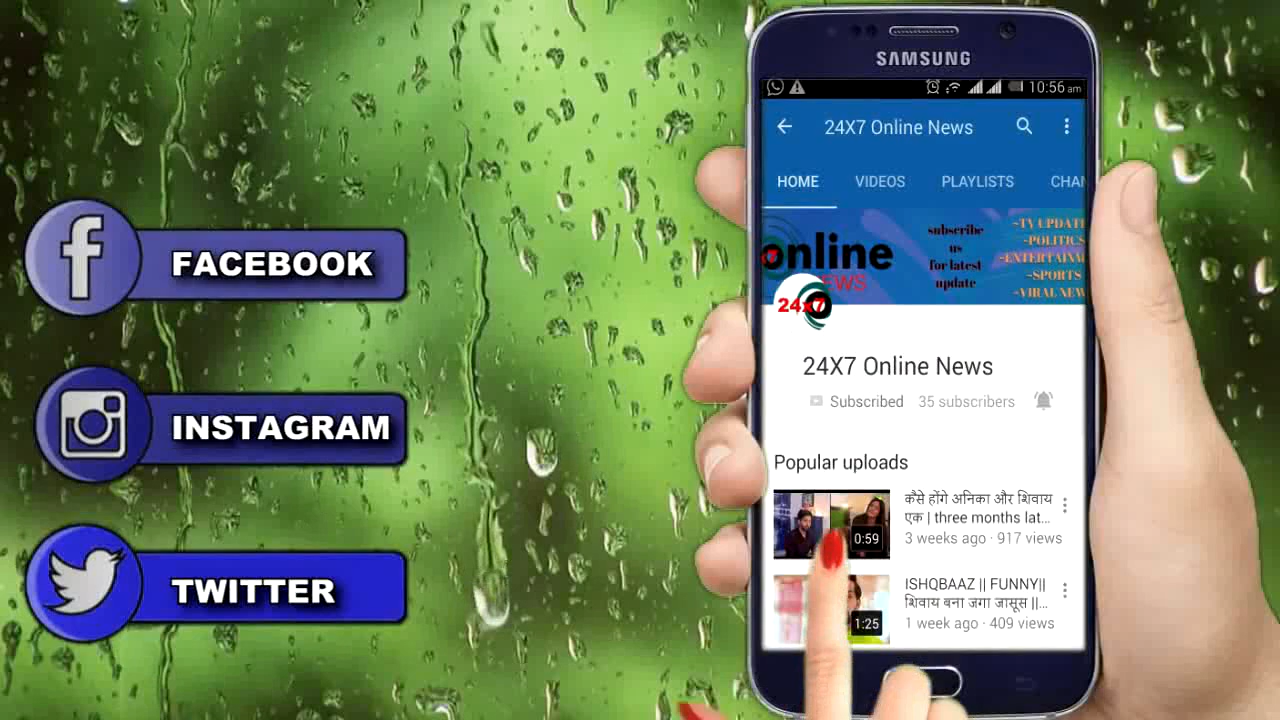 FACEBOOK
INSTAGRAM
TWITTER
SAMSUNG
10:56 am
24X7 Online News
HOME VIDEOS PLAYLISTS CHAN
online
NEWS
subscribe
us
for latest
update
~TV UPDATE
~POLITICS
~ENTERTAINM
~SPORTS
~VIRAL NEWS
24x7
24X7 Online News
Subscribed 35 subscribers
Popular uploads
0:59
कैसे होंगे अनिका और शिवाय
एक | three months lat...
3 weeks ago · 917 views
1:25
ISHQBAAZ || FUNNY||
शिवाय बना जगा जासूस ||...
1 week ago · 409 views